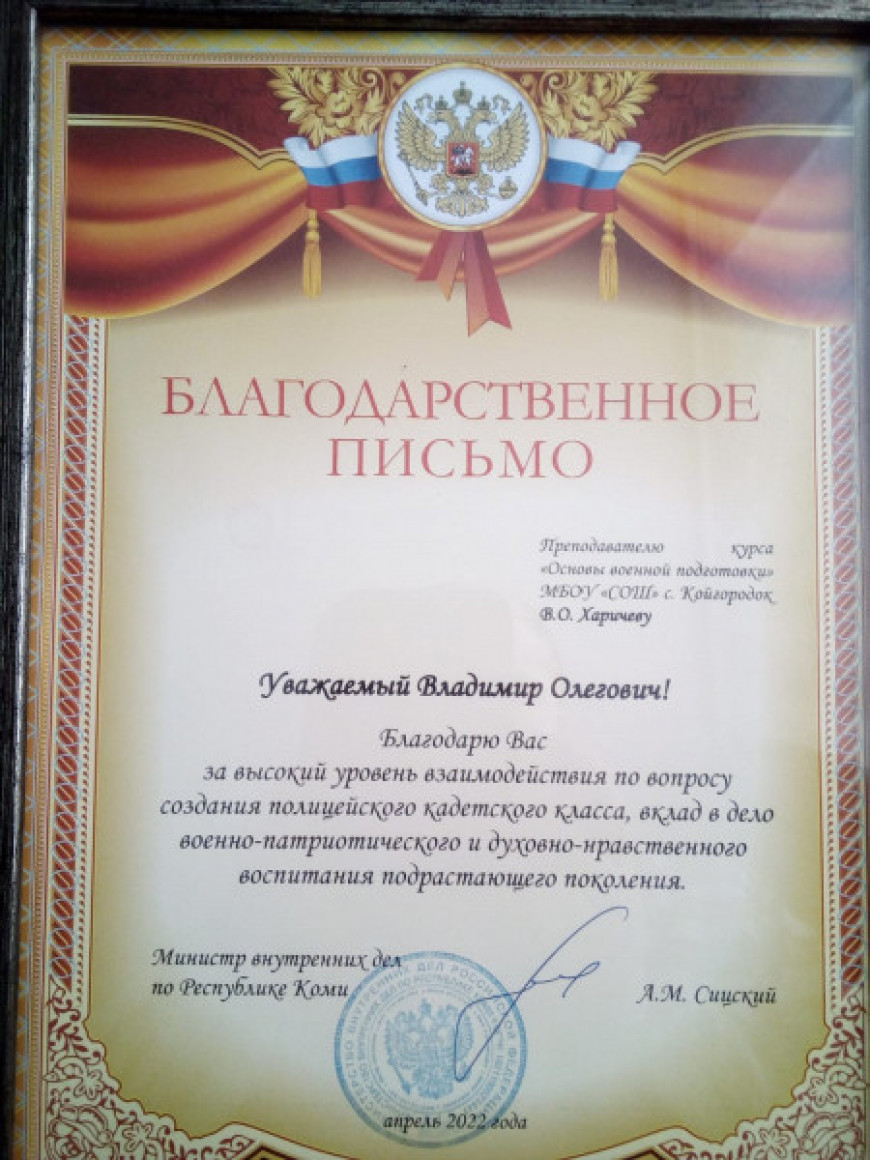 БЛАГОДАРСТВЕННОЕ
ПИСЬМО
Преподавателю курса
«Основы военной подготовки»
МБОУ «СОШ» с. Койгородок
В.О. Харичеву
Уважаемый Владимир Олегович!
Благодарю Вас
за высокий уровень взаимодействия по вопросу
создания полицейского кадетского класса, вклад в дело
военно-патриотического и духовно-нравственного
воспитания подрастающего поколения.
Министр внутренних дел
по Республике Коми
А.М. Сицский
апрель 2022 года